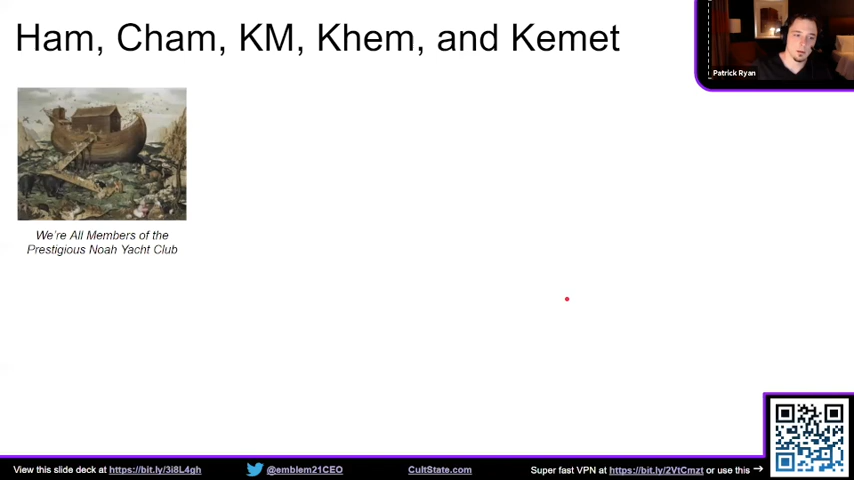 Ham, Cham, KM, Khem, and Kemet
Patrick Ryan
We're All Members of the
Prestigious Noah Yacht Club
View this slide deck at https://bit.ly/3i8L4gh
@emblem21CEO
CultState.com
Super fast VPN at https://bit.ly/2VtCmzt or use this →